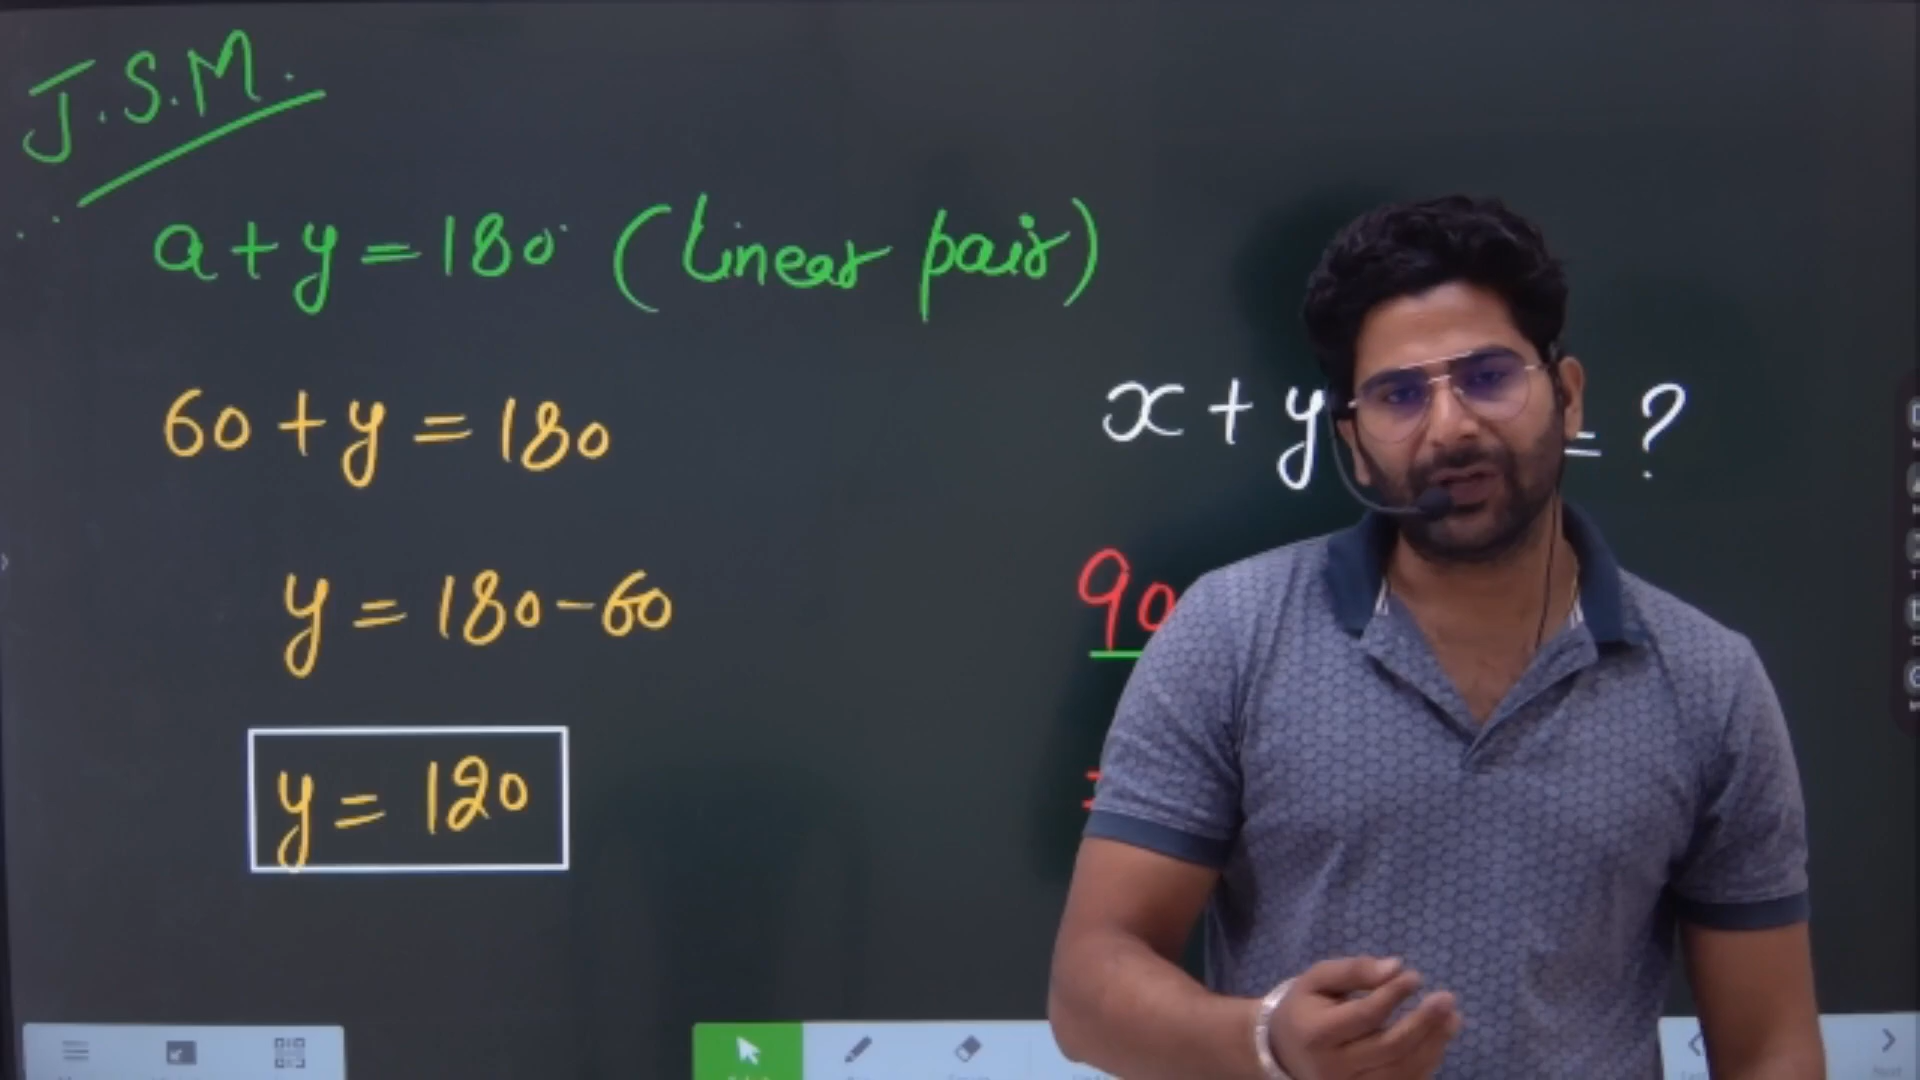 J.S.M.
a + y = 180 (Linear pair)
60 + y = 180
x + y = ?
y = 180 - 60
90
y = 120
=